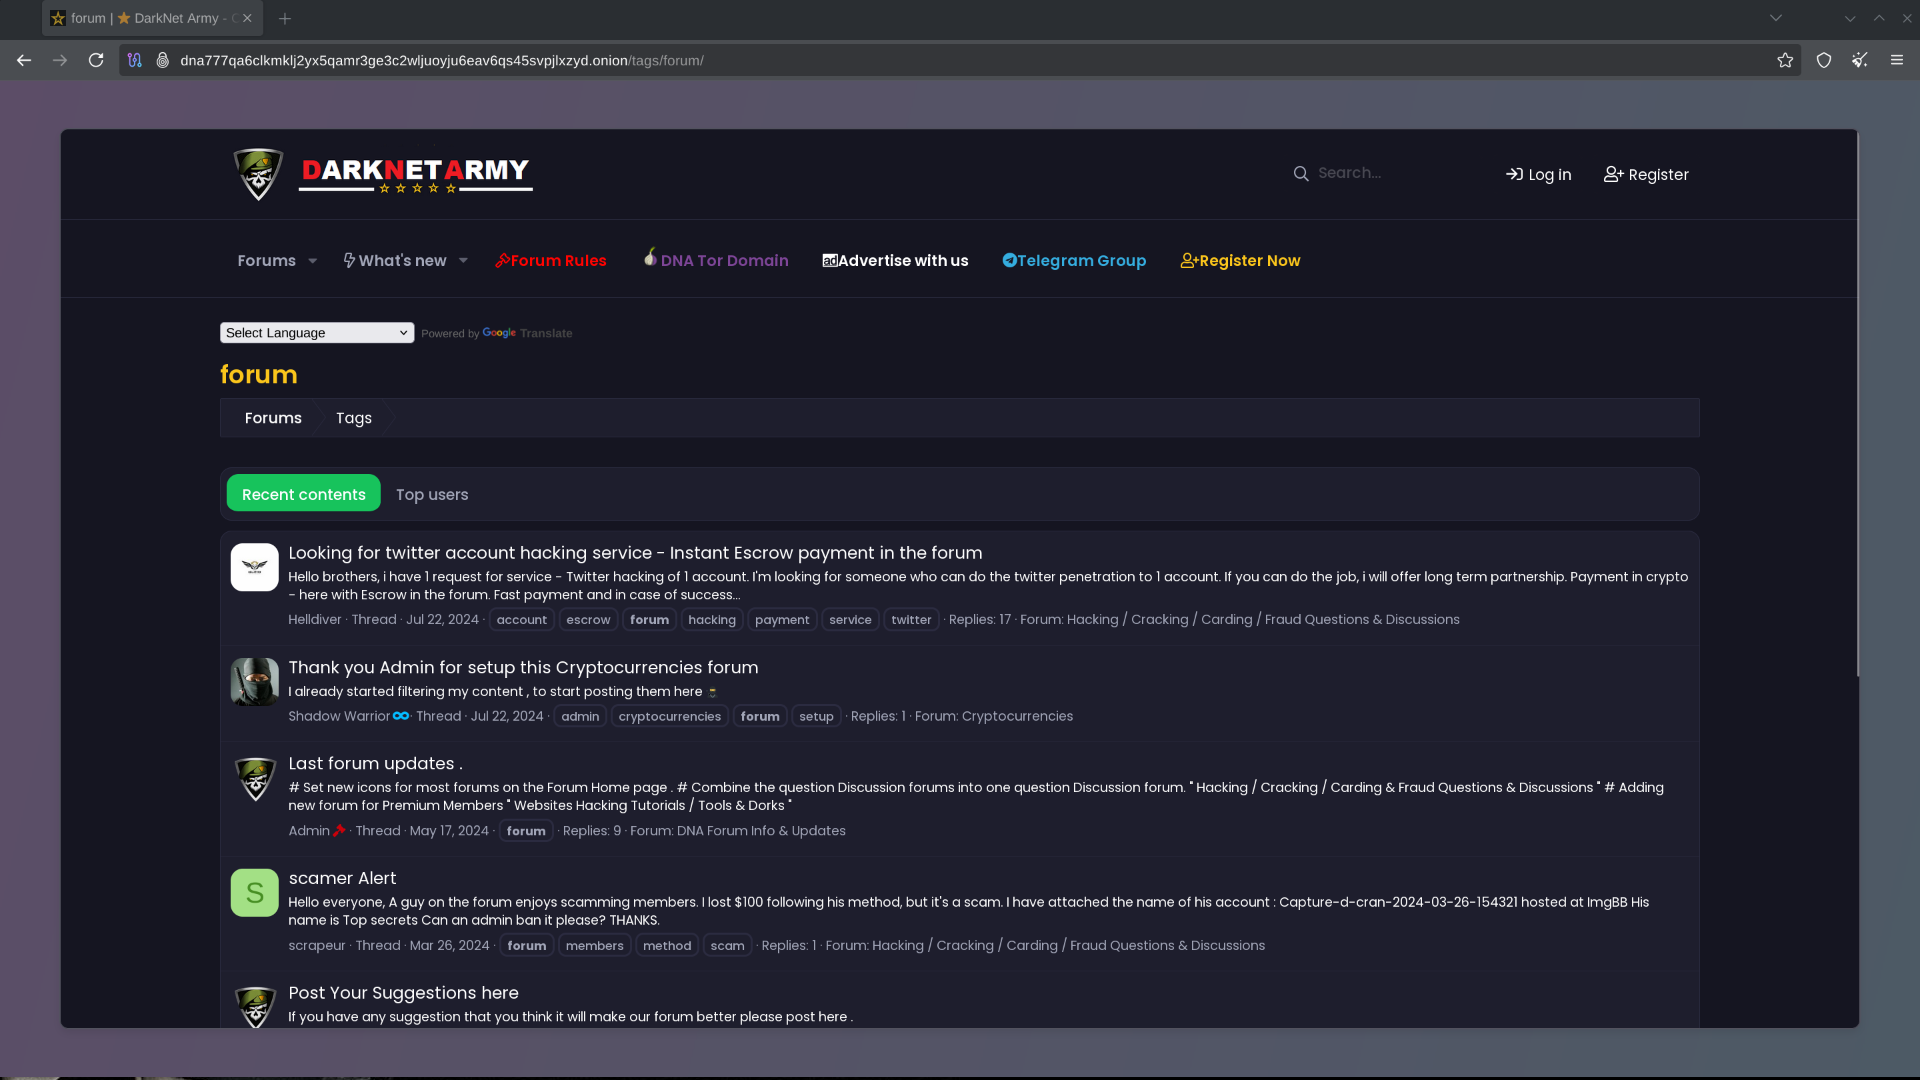 forum | DarkNet Army -
dna777qa6clkmklj2yx5qamr3ge3c2wljuoyju6eav6qs45svpjlxzyd.onion/tags/forum/
DARKNETARMY
Search...
Log in
Register
Forums
What's new
Forum Rules
DNA Tor Domain
ad Advertise with us
Telegram Group
Register Now
Select Language
Powered by Google Translate
forum
Forums
Tags
Recent contents
Top users
Looking for twitter account hacking service - Instant Escrow payment in the forum
Hello brothers, i have 1 request for service - Twitter hacking of 1 account. I'm looking for someone who can do the twitter penetration to 1 account. If you can do the job, i will offer long term partnership. Payment in crypto
- here with Escrow in the forum. Fast payment and in case of success...
Helldiver · Thread · Jul 22, 2024 · account escrow forum hacking payment service twitter · Replies: 17 · Forum: Hacking / Cracking / Carding / Fraud Questions & Discussions
Thank you Admin for setup this Cryptocurrencies forum
I already started filtering my content , to start posting them here
Shadow Warrior · Thread · Jul 22, 2024 · admin cryptocurrencies forum setup · Replies: 1 · Forum: Cryptocurrencies
Last forum updates .
# Set new icons for most forums on the Forum Home page . # Combine the question Discussion forums into one question Discussion forum. " Hacking / Cracking / Carding & Fraud Questions & Discussions " # Adding
new forum for Premium Members " Websites Hacking Tutorials / Tools & Dorks "
Admin · Thread · May 17, 2024 · forum · Replies: 9 · Forum: DNA Forum Info & Updates
S
scamer Alert
Hello everyone, A guy on the forum enjoys scamming members. I lost $100 following his method, but it's a scam. I have attached the name of his account : Capture-d-cran-2024-03-26-154321 hosted at ImgBB His
name is Top secrets Can an admin ban it please? THANKS.
scrapeur · Thread · Mar 26, 2024 · forum members method scam · Replies: 1 · Forum: Hacking / Cracking / Carding / Fraud Questions & Discussions
Post Your Suggestions here
If you have any suggestion that you think it will make our forum better please post here .